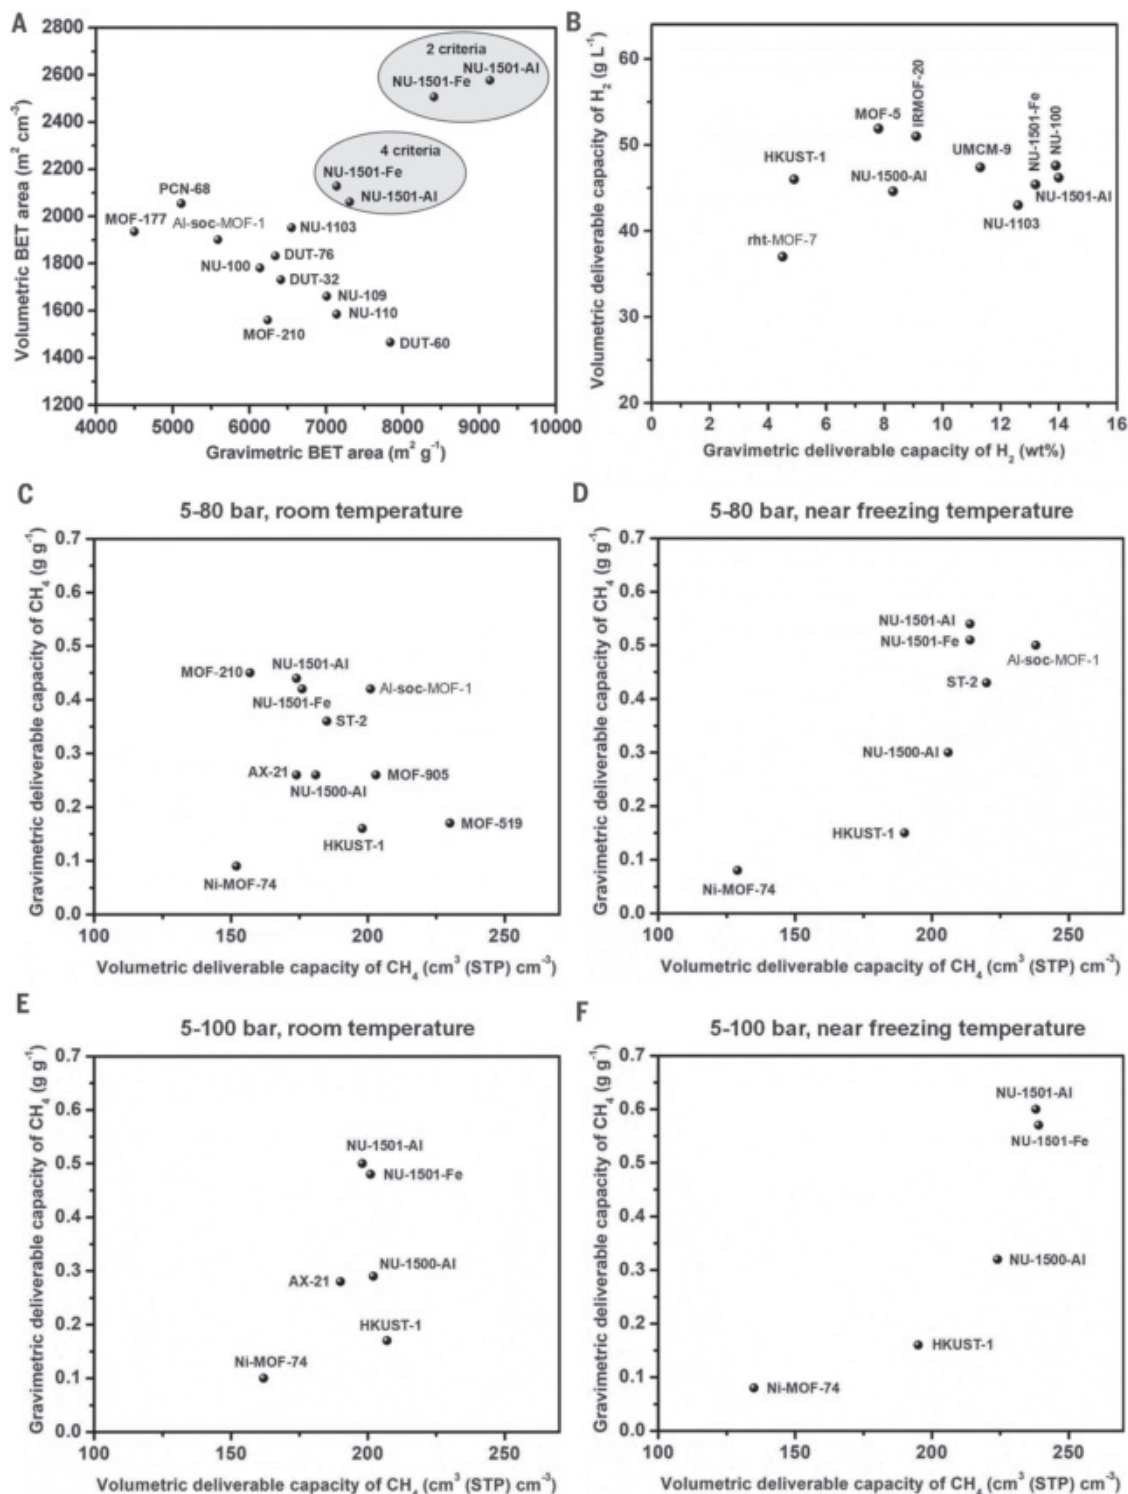 A
Volumetric BET area (m² cm⁻³)
2800
2600
2400
2200
2000
1800
1600
1400
1200
2 criteria
NU-1501-Al
NU-1501-Fe
4 criteria
NU-1501-Fe
NU-1501-Al
PCN-68
MOF-177
Al-soc-MOF-1
NU-1103
DUT-76
NU-100
DUT-32
NU-109
NU-110
MOF-210
DUT-60
4000 5000 6000 7000 8000 9000 10000
Gravimetric BET area (m² g⁻¹)
B
Volumetric deliverable capacity of H₂ (g L⁻¹)
60
50
40
30
20
MOF-5
IRMOF-20
HKUST-1
NU-1500-Al
UMCM-9
NU-1501-Fe
NU-100
NU-1501-Al
NU-1103
rht-MOF-7
0 2 4 6 8 10 12 14 16
Gravimetric deliverable capacity of H₂ (wt%)
C
5-80 bar, room temperature
Gravimetric deliverable capacity of CH₄ (g g⁻¹)
0.7
0.6
0.5
0.4
0.3
0.2
0.1
0.0
MOF-210
NU-1501-Al
NU-1501-Fe
Al-soc-MOF-1
ST-2
AX-21
NU-1500-Al
MOF-905
MOF-519
HKUST-1
Ni-MOF-74
100 150 200 250
Volumetric deliverable capacity of CH₄ (cm³ (STP) cm⁻³)
D
5-80 bar, near freezing temperature
Gravimetric deliverable capacity of CH₄ (g g⁻¹)
0.7
0.6
0.5
0.4
0.3
0.2
0.1
0.0
NU-1501-Al
NU-1501-Fe
Al-soc-MOF-1
ST-2
NU-1500-Al
HKUST-1
Ni-MOF-74
100 150 200 250
Volumetric deliverable capacity of CH₄ (cm³ (STP) cm⁻³)
E
5-100 bar, room temperature
Gravimetric deliverable capacity of CH₄ (g g⁻¹)
0.7
0.6
0.5
0.4
0.3
0.2
0.1
0.0
NU-1501-Al
NU-1501-Fe
NU-1500-Al
AX-21
HKUST-1
Ni-MOF-74
100 150 200 250
Volumetric deliverable capacity of CH₄ (cm³ (STP) cm⁻³)
F
5-100 bar, near freezing temperature
Gravimetric deliverable capacity of CH₄ (g g⁻¹)
0.7
0.6
0.5
0.4
0.3
0.2
0.1
0.0
NU-1501-Al
NU-1501-Fe
NU-1500-Al
HKUST-1
Ni-MOF-74
100 150 200 250
Volumetric deliverable capacity of CH₄ (cm³ (STP) cm⁻³)